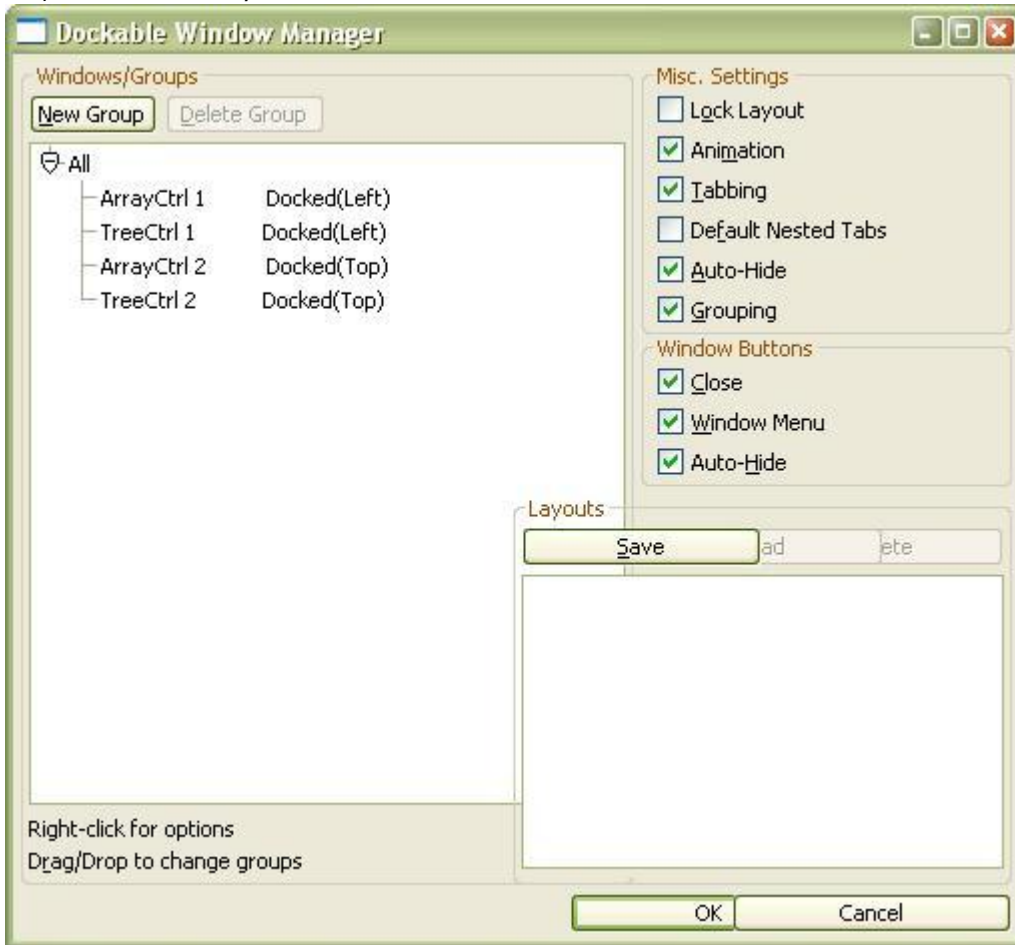 Dockable Window Manager
Windows/Groups
New Group Delete Group
All
ArrayCtrl 1 Docked(Left)
TreeCtrl 1 Docked(Left)
ArrayCtrl 2 Docked(Top)
TreeCtrl 2 Docked(Top)
Right-click for options
Drag/Drop to change groups
Misc. Settings
Lock Layout
Animation
Tabbing
Default Nested Tabs
Auto-Hide
Grouping
Window Buttons
Close
Window Menu
Auto-Hide
Layouts
Save ad ete
OK Cancel